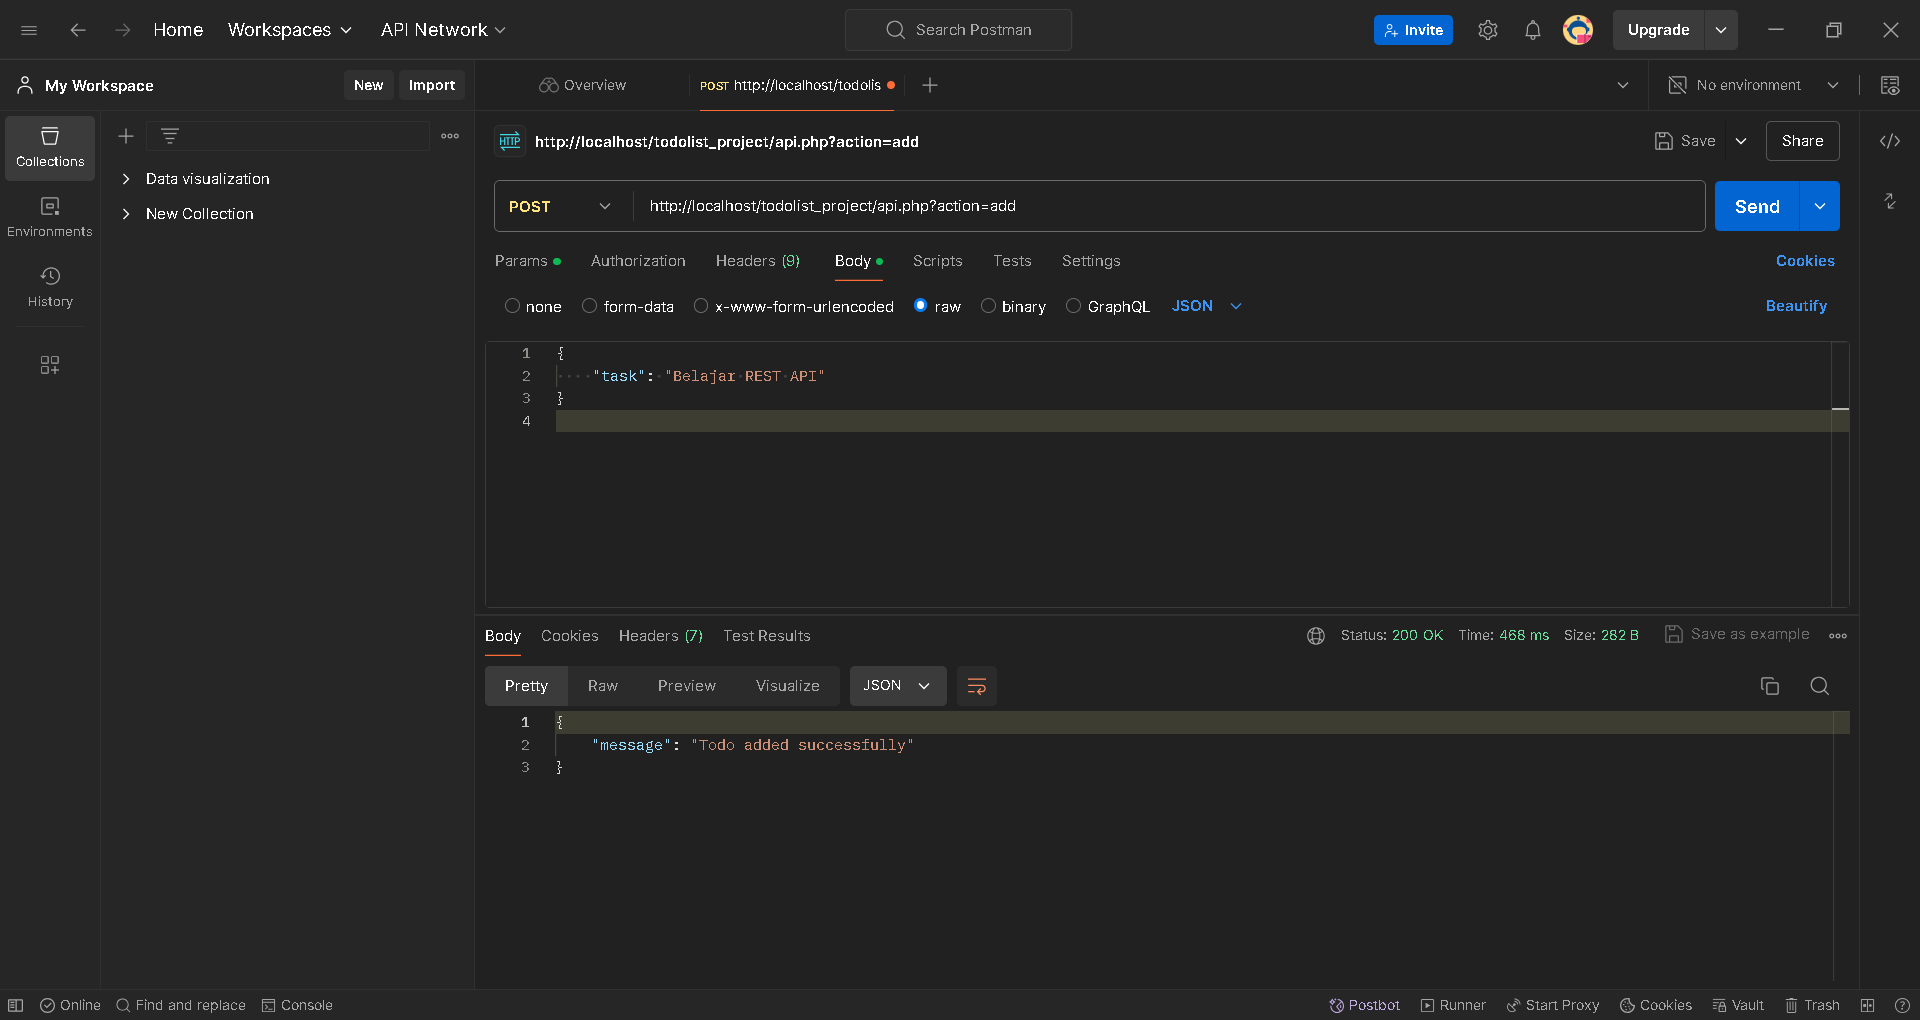 Home Workspaces API Network Search Postman Invite Upgrade
My Workspace New Import Overview POST http://localhost/todolis No environment
Collections
Environments
History
Data visualization
New Collection
HTTP http://localhost/todolist_project/api.php?action=add Save Share
POST http://localhost/todolist_project/api.php?action=add Send
Params Authorization Headers (9) Body Scripts Tests Settings Cookies
none form-data x-www-form-urlencoded raw binary GraphQL JSON Beautify
1 {
2 ····"task":·"Belajar·REST·API"
3 }
4
Body Cookies Headers (7) Test Results Status: 200 OK Time: 468 ms Size: 282 B Save as example
Pretty Raw Preview Visualize JSON
1 {
2     "message": "Todo added successfully"
3 }
Online Find and replace Console Postbot Runner Start Proxy Cookies Vault Trash